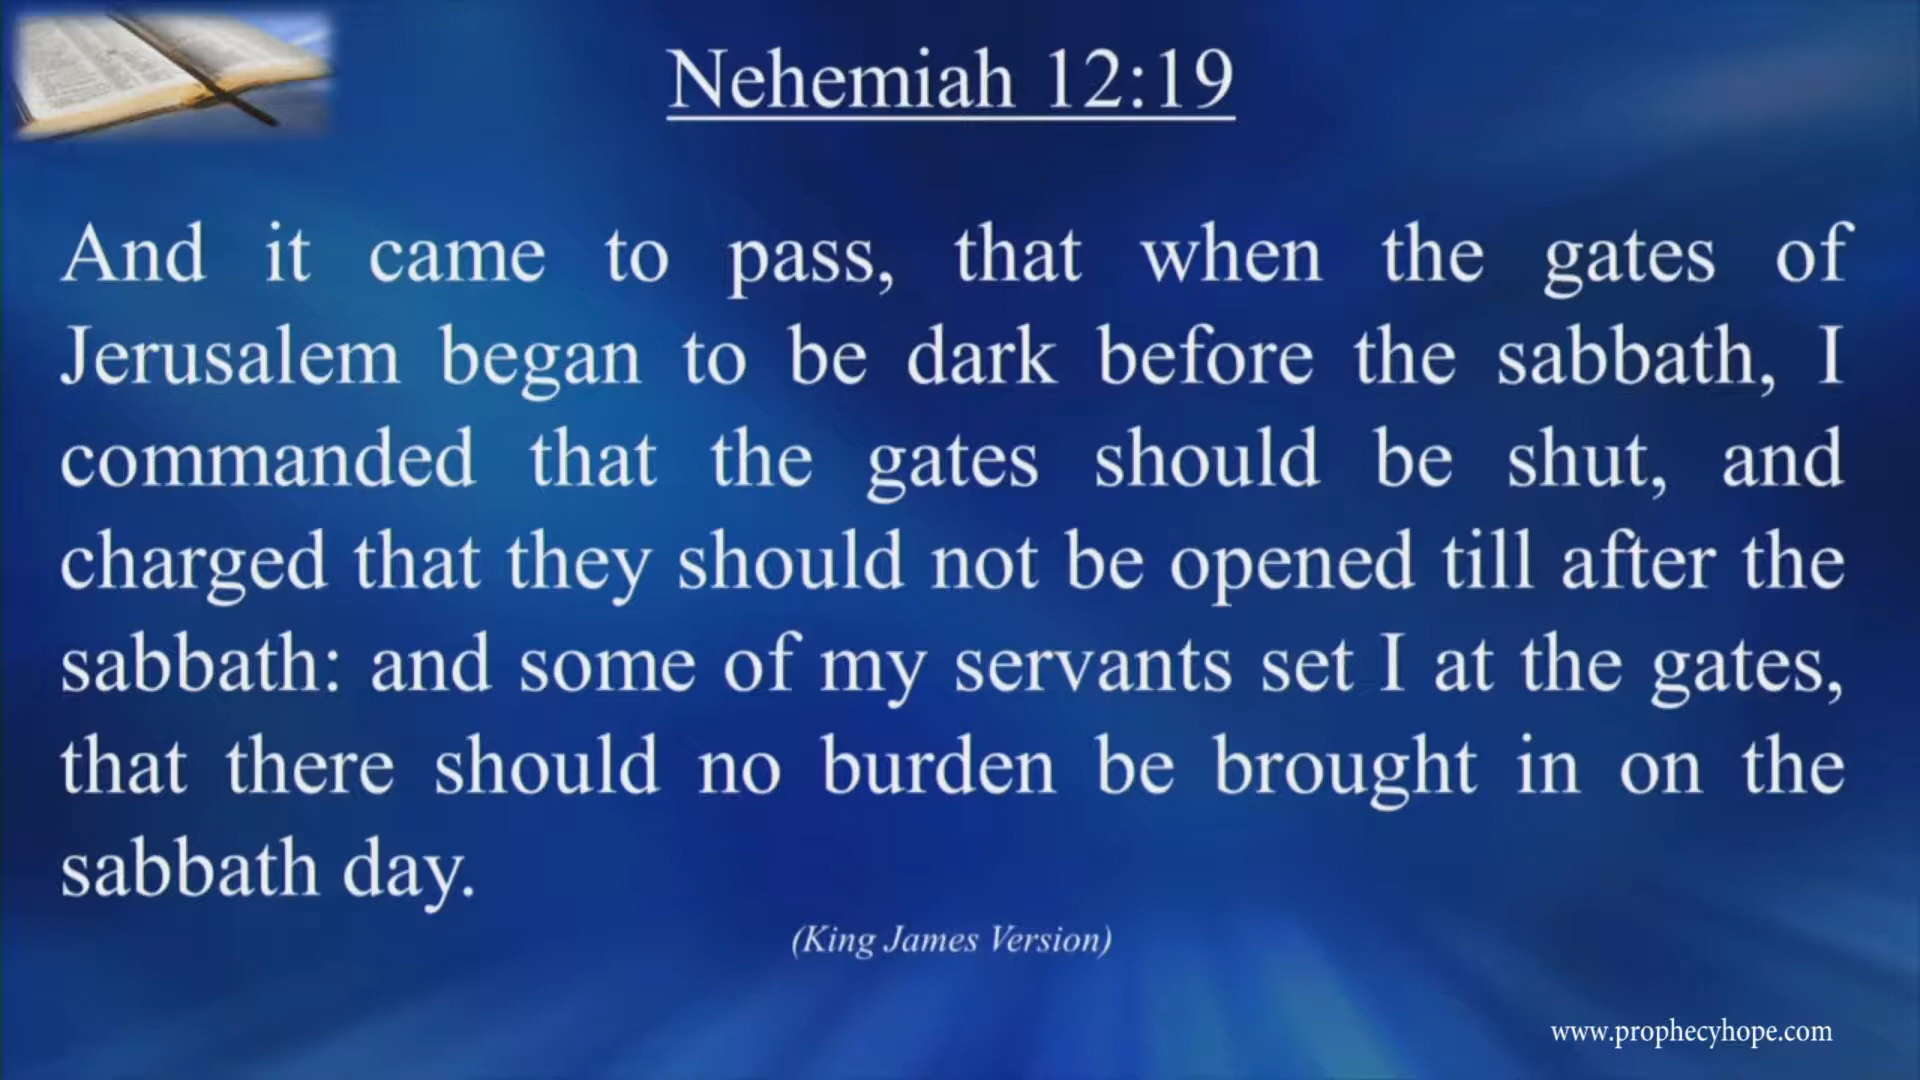 Nehemiah 12:19
And it came to pass, that when the gates of
Jerusalem began to be dark before the sabbath, I
commanded that the gates should be shut, and
charged that they should not be opened till after the
sabbath: and some of my servants set I at the gates,
that there should no burden be brought in on the
sabbath day.
(King James Version)
www.prophecyhope.com